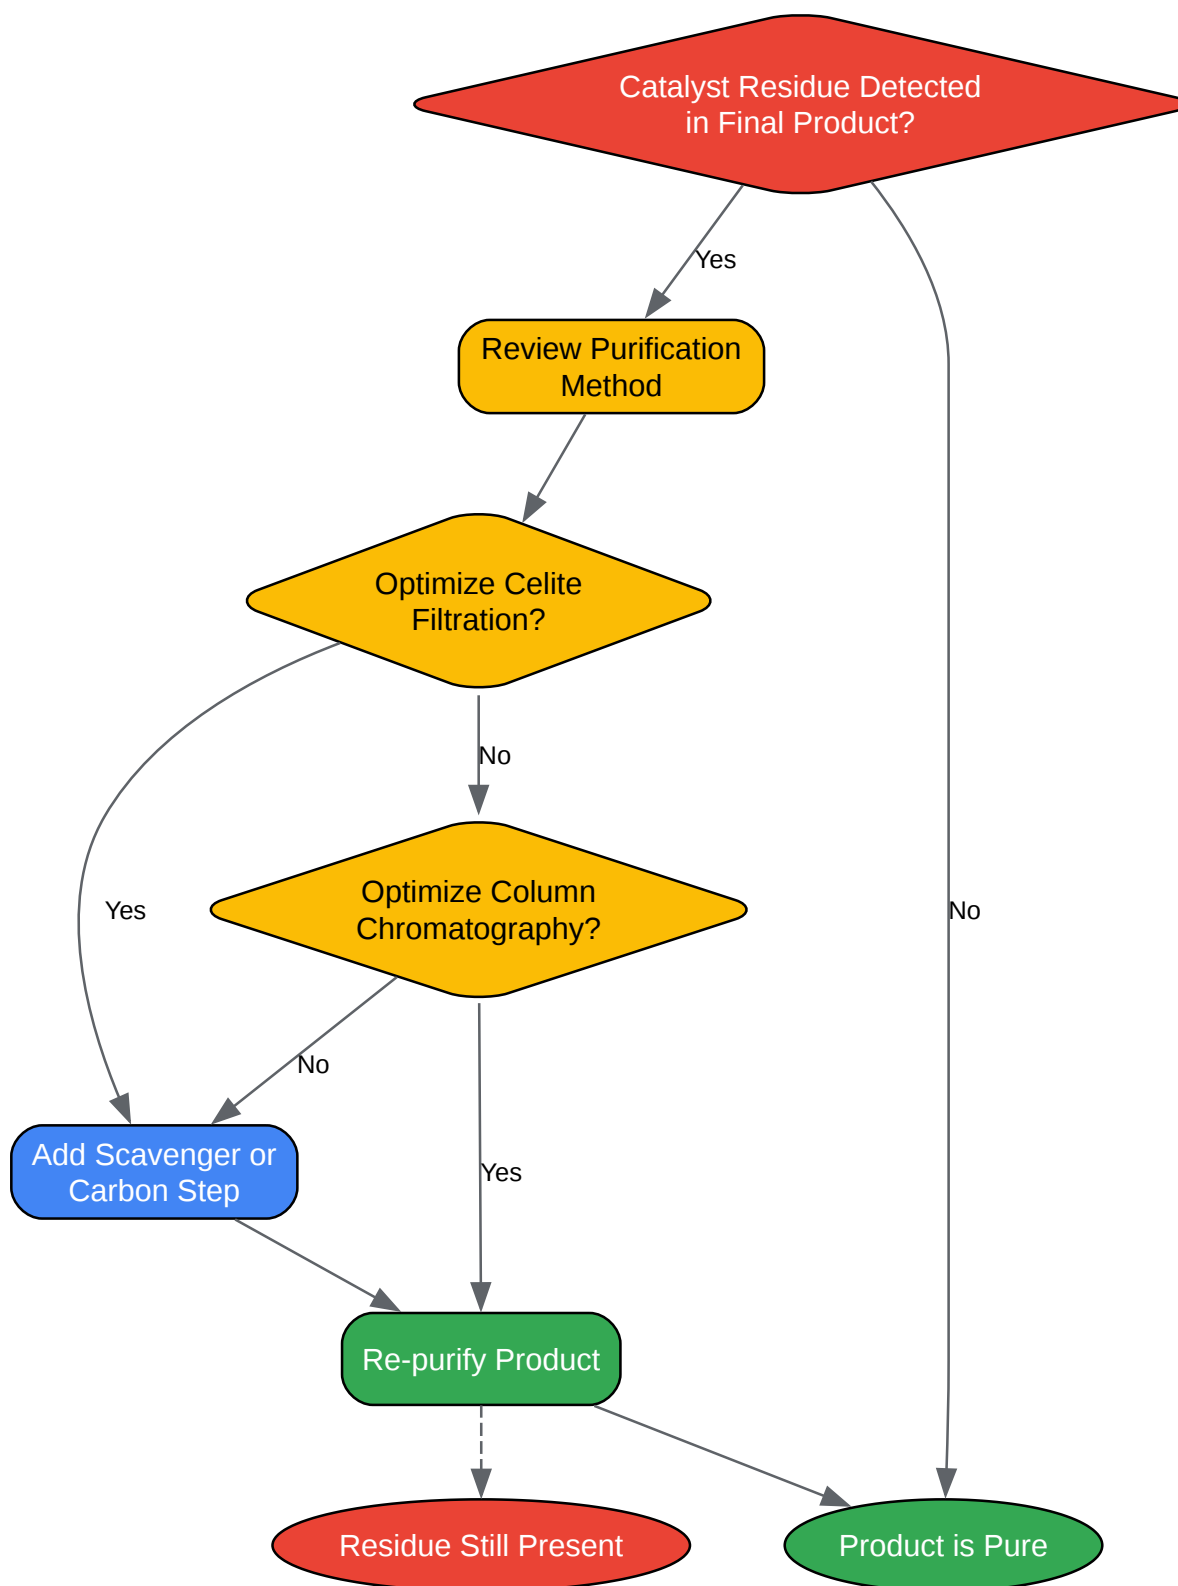 Catalyst Residue Detected
in Final Product?
Yes
Review Purification
Method
Optimize Celite
Filtration?
No
Optimize Column
Chromatography?
Yes
No
No
Add Scavenger or
Carbon Step
Yes
Re-purify Product
Residue Still Present
Product is Pure